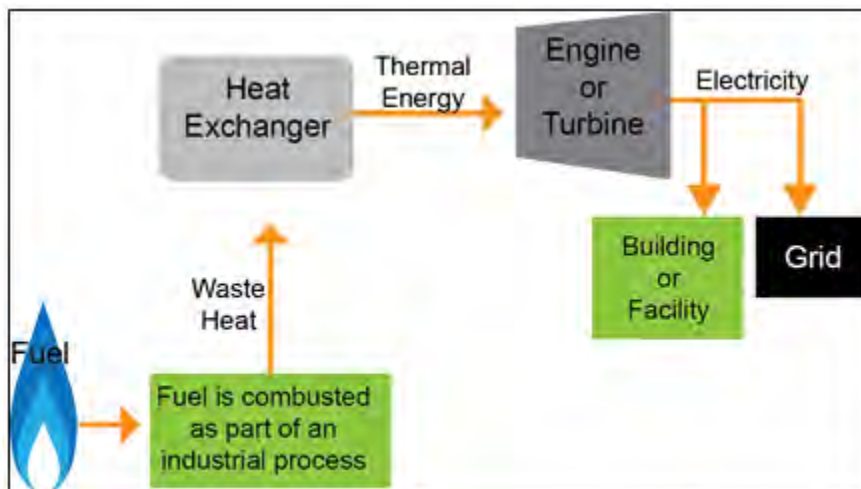 Heat
Exchanger
Thermal
Energy
Engine
or
Turbine
Electricity
Building
or
Facility
Grid
Waste
Heat
Fuel
Fuel is combusted
as part of an
industrial process